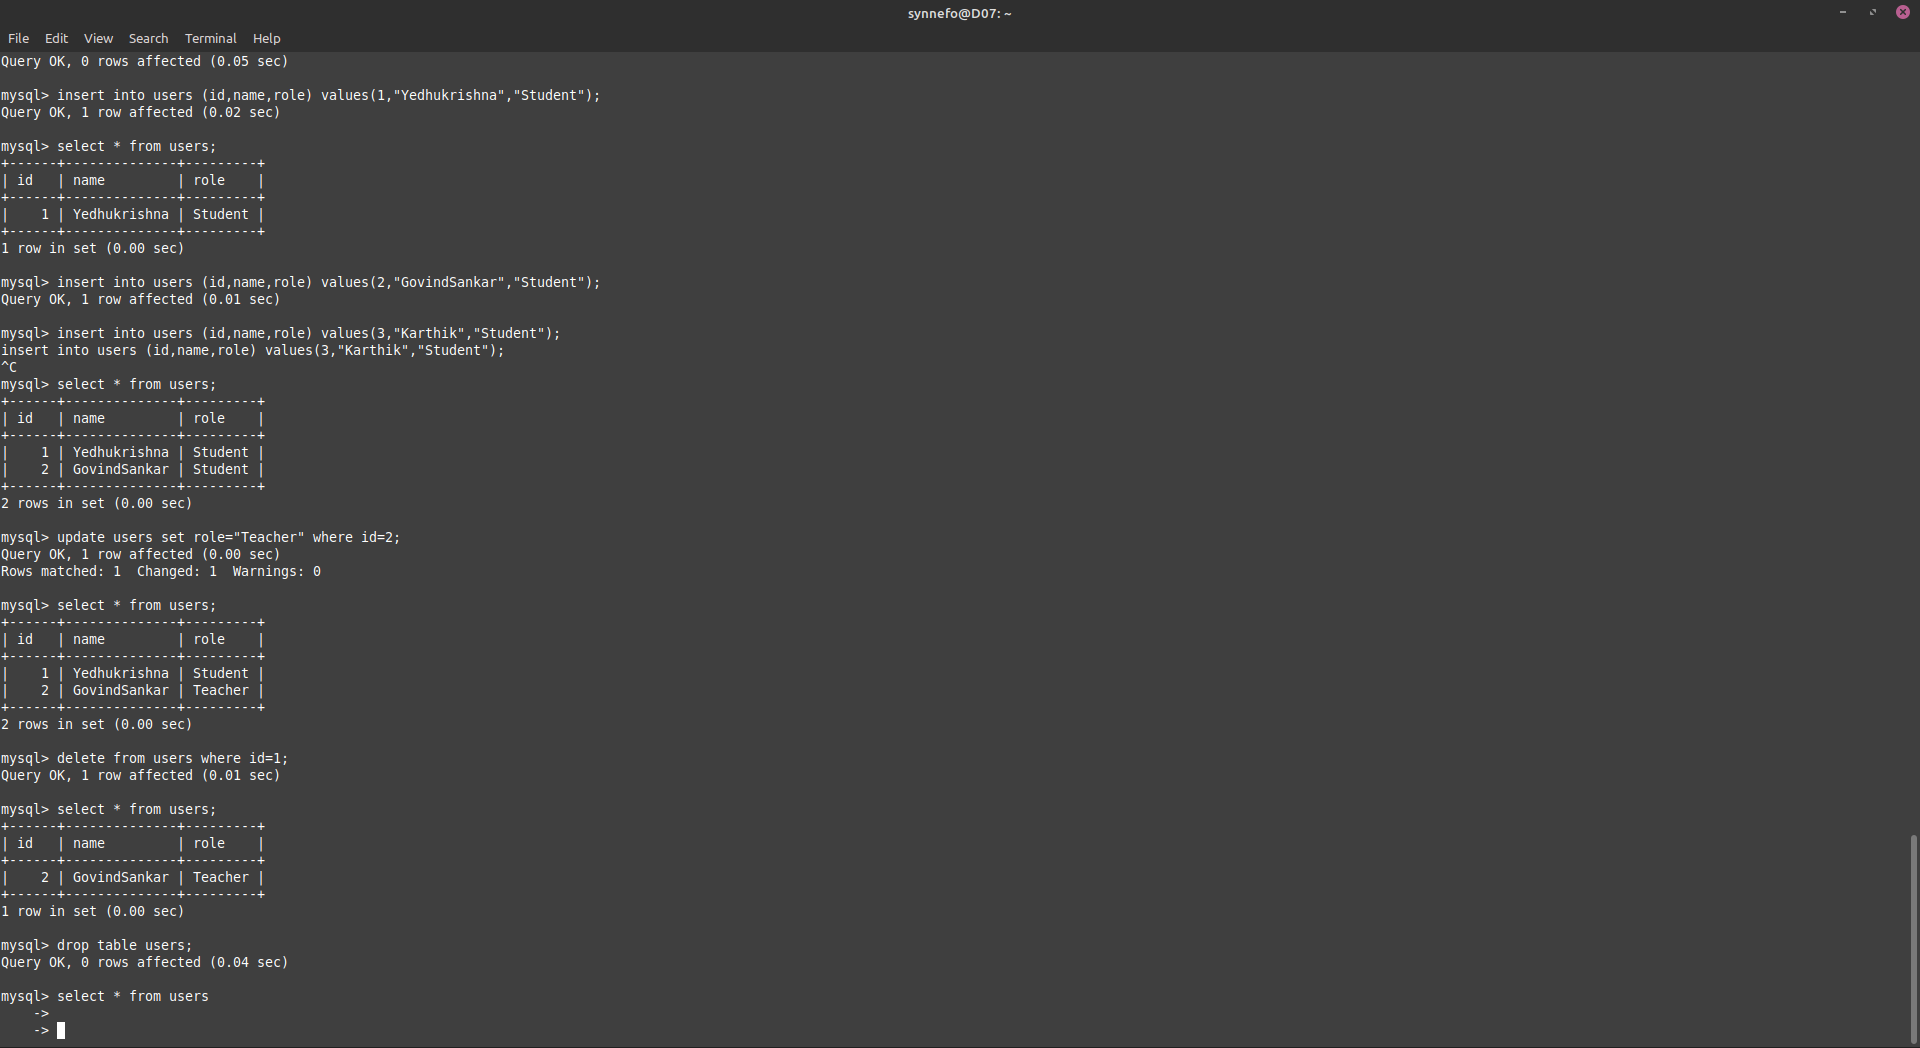 synnefo@D07: ~
File Edit View Search Terminal Help
Query OK, 0 rows affected (0.05 sec)

mysql> insert into users (id,name,role) values(1,"Yedhukrishna","Student");
Query OK, 1 row affected (0.02 sec)

mysql> select * from users;
+------+--------------+---------+
| id   | name         | role    |
+------+--------------+---------+
|    1 | Yedhukrishna | Student |
+------+--------------+---------+
1 row in set (0.00 sec)

mysql> insert into users (id,name,role) values(2,"GovindSankar","Student");
Query OK, 1 row affected (0.01 sec)

mysql> insert into users (id,name,role) values(3,"Karthik","Student");
insert into users (id,name,role) values(3,"Karthik","Student");
^C
mysql> select * from users;
+------+--------------+---------+
| id   | name         | role    |
+------+--------------+---------+
|    1 | Yedhukrishna | Student |
|    2 | GovindSankar | Student |
+------+--------------+---------+
2 rows in set (0.00 sec)

mysql> update users set role="Teacher" where id=2;
Query OK, 1 row affected (0.00 sec)
Rows matched: 1  Changed: 1  Warnings: 0

mysql> select * from users;
+------+--------------+---------+
| id   | name         | role    |
+------+--------------+---------+
|    1 | Yedhukrishna | Student |
|    2 | GovindSankar | Teacher |
+------+--------------+---------+
2 rows in set (0.00 sec)

mysql> delete from users where id=1;
Query OK, 1 row affected (0.01 sec)

mysql> select * from users;
+------+--------------+---------+
| id   | name         | role    |
+------+--------------+---------+
|    2 | GovindSankar | Teacher |
+------+--------------+---------+
1 row in set (0.00 sec)

mysql> drop table users;
Query OK, 0 rows affected (0.04 sec)

mysql> select * from users
    ->
    ->